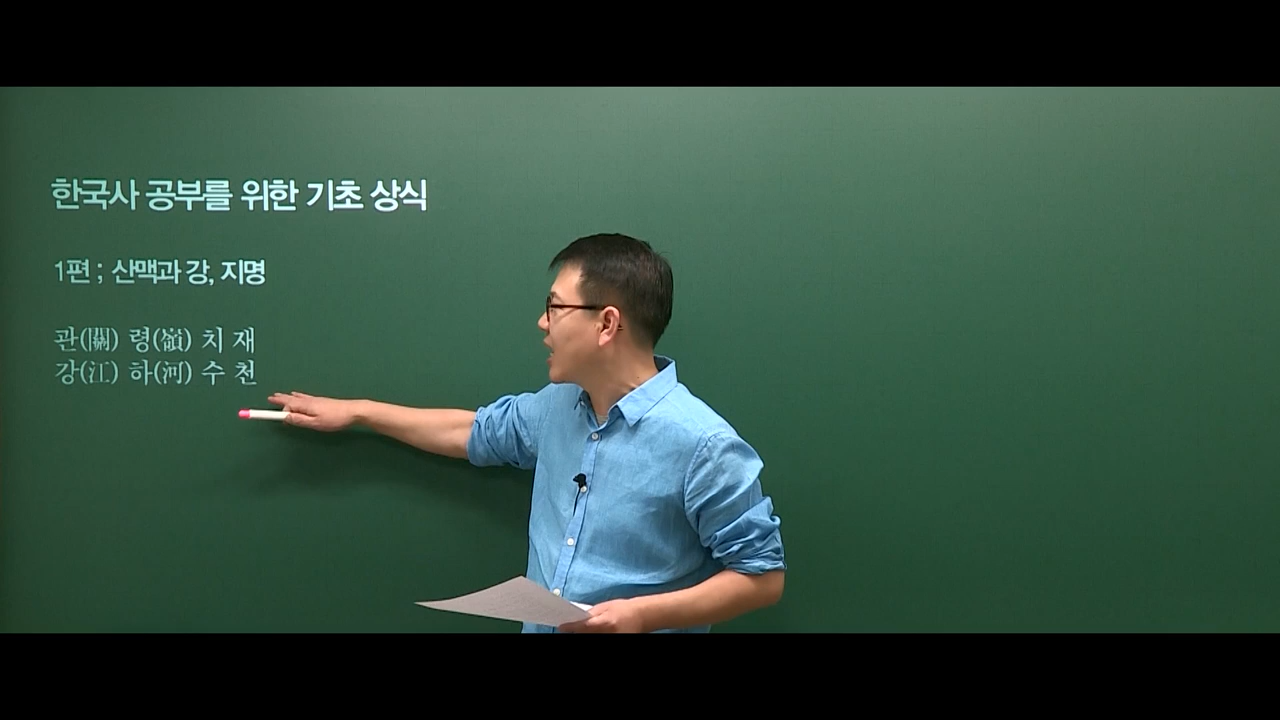 한국사 공부를 위한 기초 상식
1편 ; 산맥과 강, 지명
관(關) 령(嶺) 치 재
강(江) 하(河) 수 천